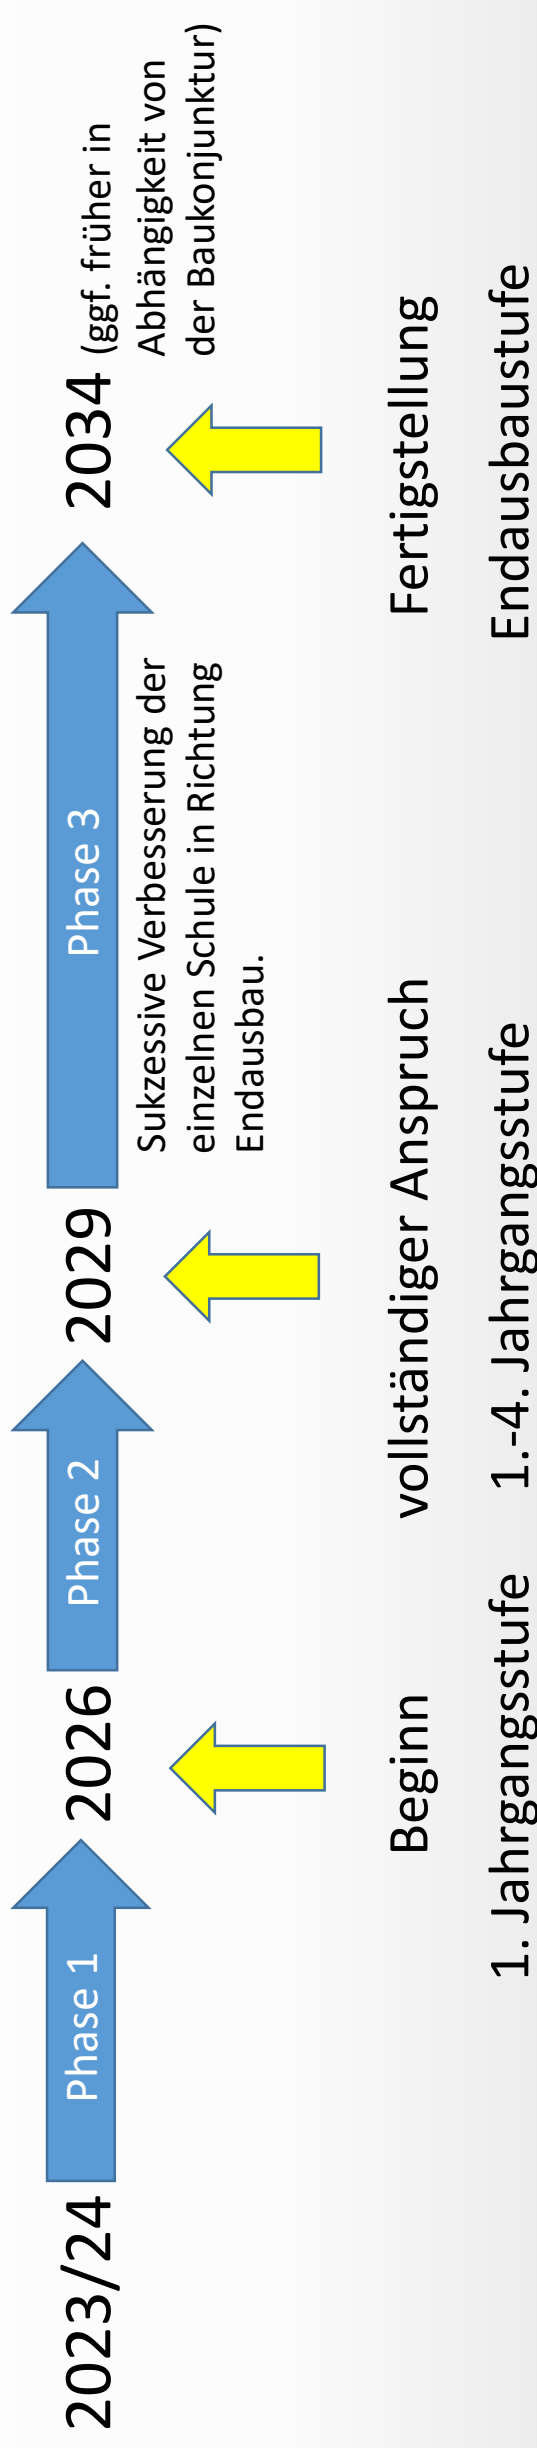 2023/24
Phase 1
2026
Phase 2
2029
Phase 3
2034
(ggf. früher in
Abhängigkeit von
der Baukonjunktur)
Sukzessive Verbesserung der
einzelnen Schule in Richtung
Endausbau.
Beginn
vollständiger Anspruch
Fertigstellung
1. Jahrgangsstufe
1.-4. Jahrgangsstufe
Endausbaustufe